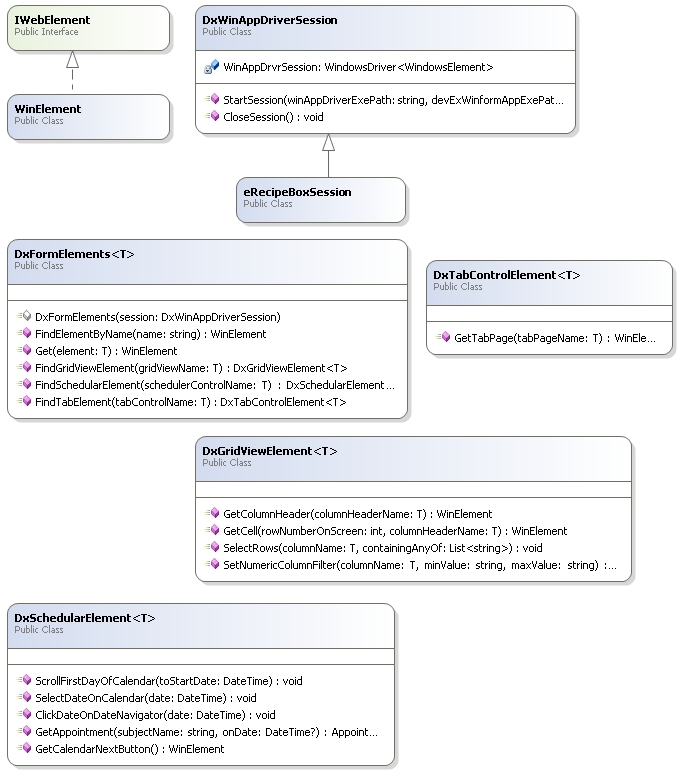 IWebElement
Public Interface
WinElement
Public Class
DxWinAppDriverSession
Public Class
WinAppDrvrSession: WindowsDriver<WindowsElement>
StartSession(winAppDriverExePath: string, devExWinformAppExePat...
CloseSession() : void
eRecipeBoxSession
Public Class
DxFormElements<T>
Public Class
DxFormElements(session: DxWinAppDriverSession)
FindElementByName(name: string) : WinElement
Get(element: T) : WinElement
FindGridViewElement(gridViewName: T) : DxGridViewElement<T>
FindSchedularElement(schedulerControlName: T) : DxSchedularElement...
FindTabElement(tabControlName: T) : DxTabControlElement<T>
DxTabControlElement<T>
Public Class
GetTabPage(tabPageName: T) : WinEle...
DxGridViewElement<T>
Public Class
GetColumnHeader(columnHeaderName: T) : WinElement
GetCell(rowNumberOnScreen: int, columnHeaderName: T) : WinElement
SelectRows(columnName: T, containingAnyOf: List<string>) : void
SetNumericColumnFilter(columnName: T, minValue: string, maxValue: string) :...
DxSchedularElement<T>
Public Class
ScrollFirstDayOfCalendar(toStartDate: DateTime) : void
SelectDateOnCalendar(date: DateTime) : void
ClickDateOnDateNavigator(date: DateTime) : void
GetAppointment(subjectName: string, onDate: DateTime?) : Appoint...
GetCalendarNextButton() : WinElement